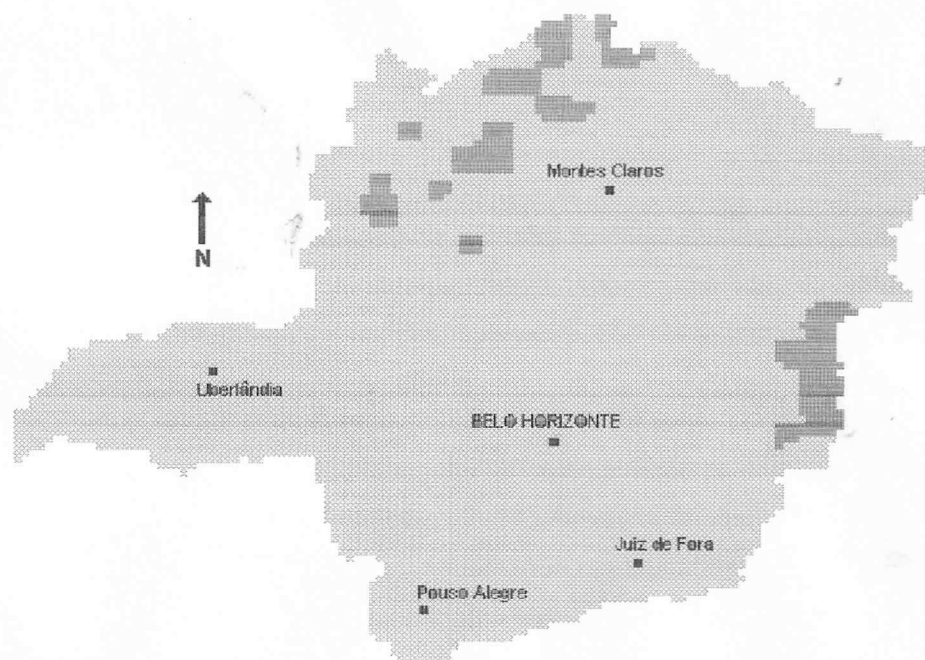 Montes Claros
N
Uberlândia
BELO HORIZONTE
Juiz de Fora
Pouso Alegre